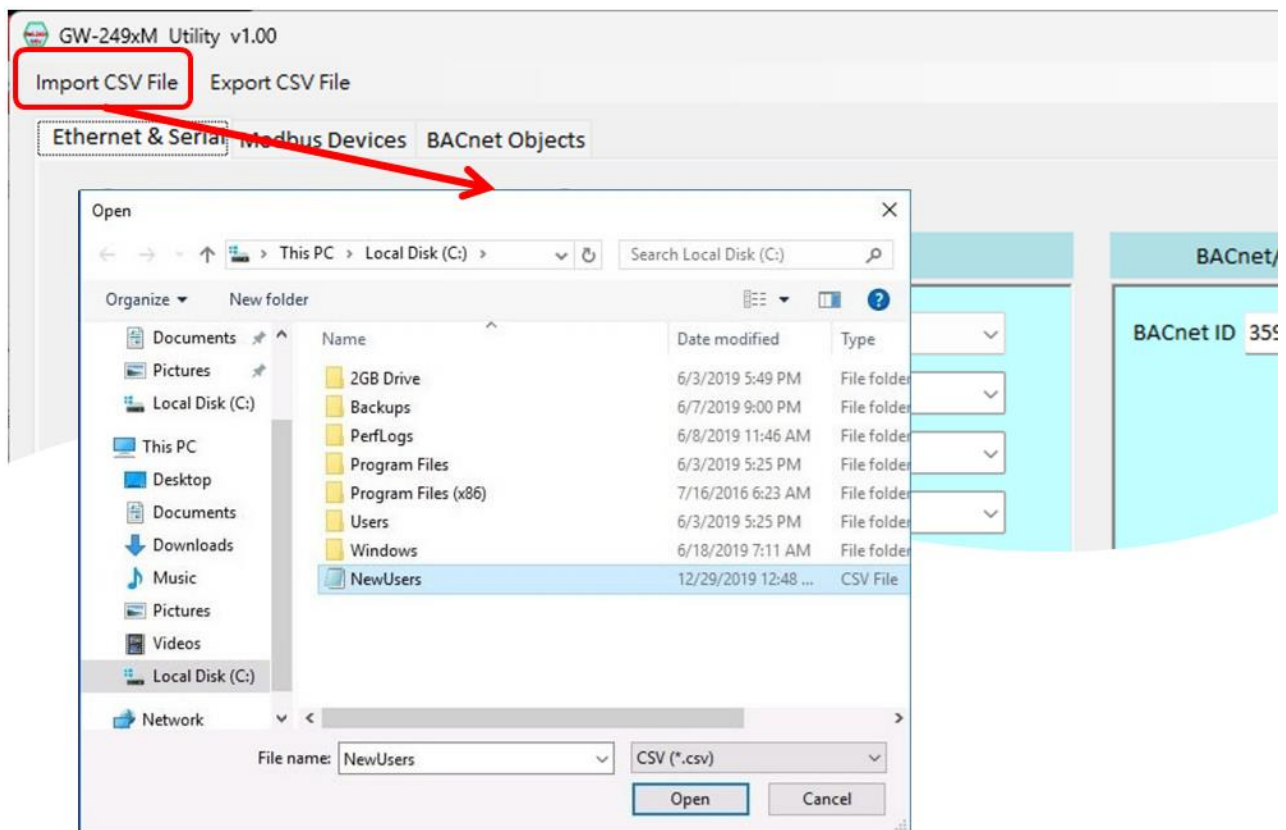 GW-249xM Utility v1.00
Import CSV File Export CSV File
Ethernet & Serial Modbus Devices BACnet Objects
Open
This PC > Local Disk (C:) >
Search Local Disk (C:)
BACnet/
Organize
New folder
Documents
Name Date modified Type
BACnet ID 359
Pictures
2GB Drive 6/3/2019 5:49 PM File folder
Local Disk (C:)
Backups 6/7/2019 9:00 PM File folder
PerfLogs 6/8/2019 11:46 AM File folder
This PC
Program Files 6/3/2019 5:25 PM File folder
Desktop
Program Files (x86) 7/16/2016 6:23 AM File folder
Documents
Users 6/3/2019 5:25 PM File folder
Downloads
Windows 6/18/2019 7:11 AM File folder
Music
NewUsers 12/29/2019 12:48 ... CSV File
Pictures
Videos
Local Disk (C:)
Network
File name: NewUsers CSV (*.csv)
Open Cancel